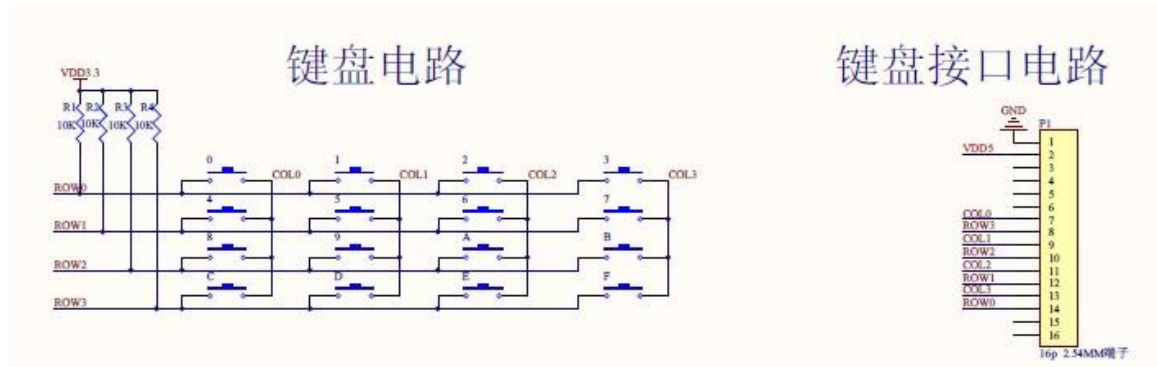 键盘电路
VDD3.3
R1 R2 R3 R4
10K 10K 10K 10K
0 1 2 3
COL0 COL1 COL2 COL3
ROW0
4 5 6 7
ROW1
8 9 A B
ROW2
C D E F
ROW3
键盘接口电路
GND
P1
1
VDD5 2
3
4
5
6
COL0 7
ROW3 8
COL1 9
ROW2 10
COL2 11
ROW1 12
COL3 13
ROW0 14
15
16
16p 2.54MM端子